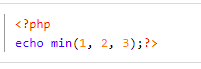 <?php
echo min(1, 2, 3);?>